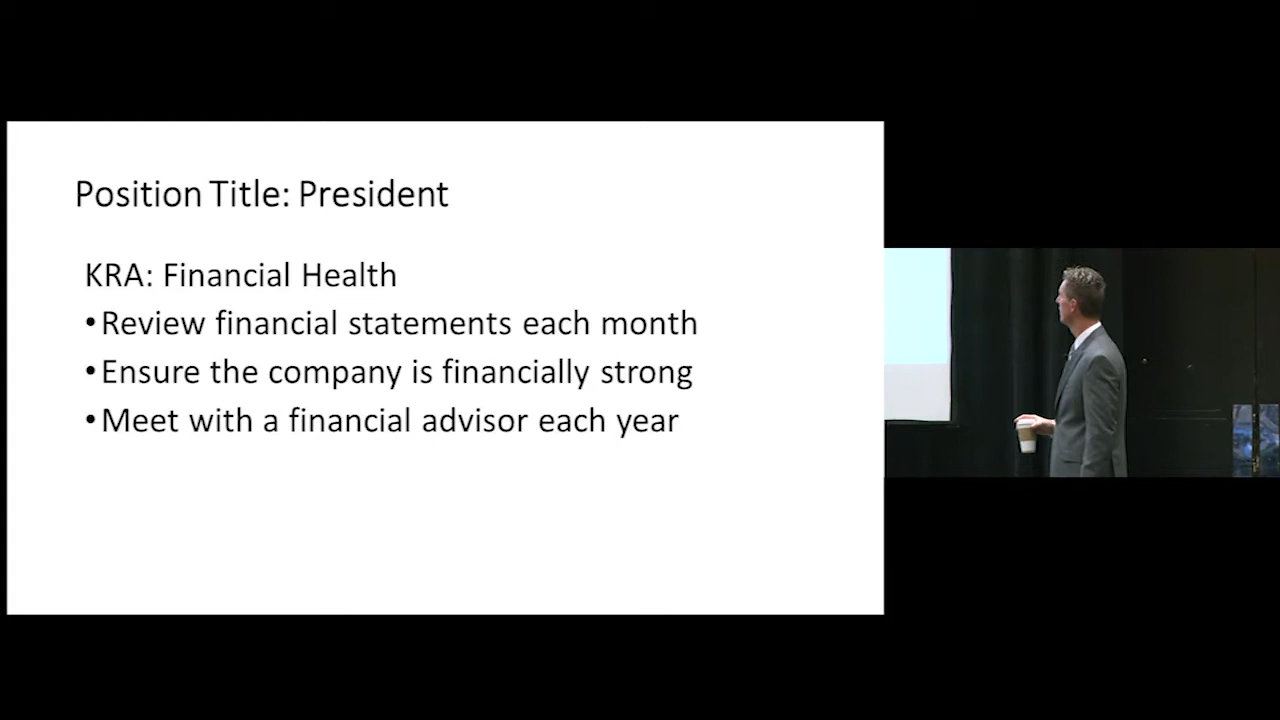 Position Title: President
KRA: Financial Health
•Review financial statements each month
•Ensure the company is financially strong
•Meet with a financial advisor each year